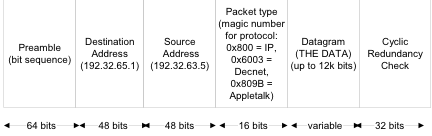 Preamble
(bit sequence)
Destination
Address
(192.32.65.1)
Source
Address
(192.32.63.5)
Packet type
(magic number
for protocol:
0x800 = IP,
0x6003 =
Decnet,
0x809B =
Appletalk)
Datagram
(THE DATA)
(up to 12k bits)
Cyclic
Redundancy
Check
64 bits
48 bits
48 bits
16 bits
variable
32 bits